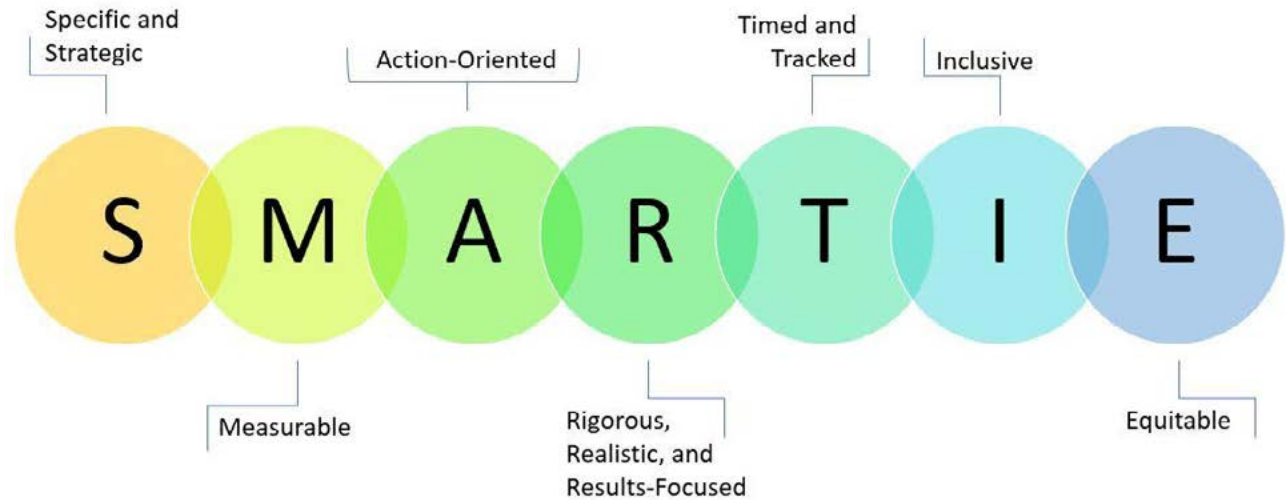 Specific and
Strategic
Action-Oriented
Timed and
Tracked
Inclusive
S M A R T I E
Measurable
Rigorous,
Realistic, and
Results-Focused
Equitable